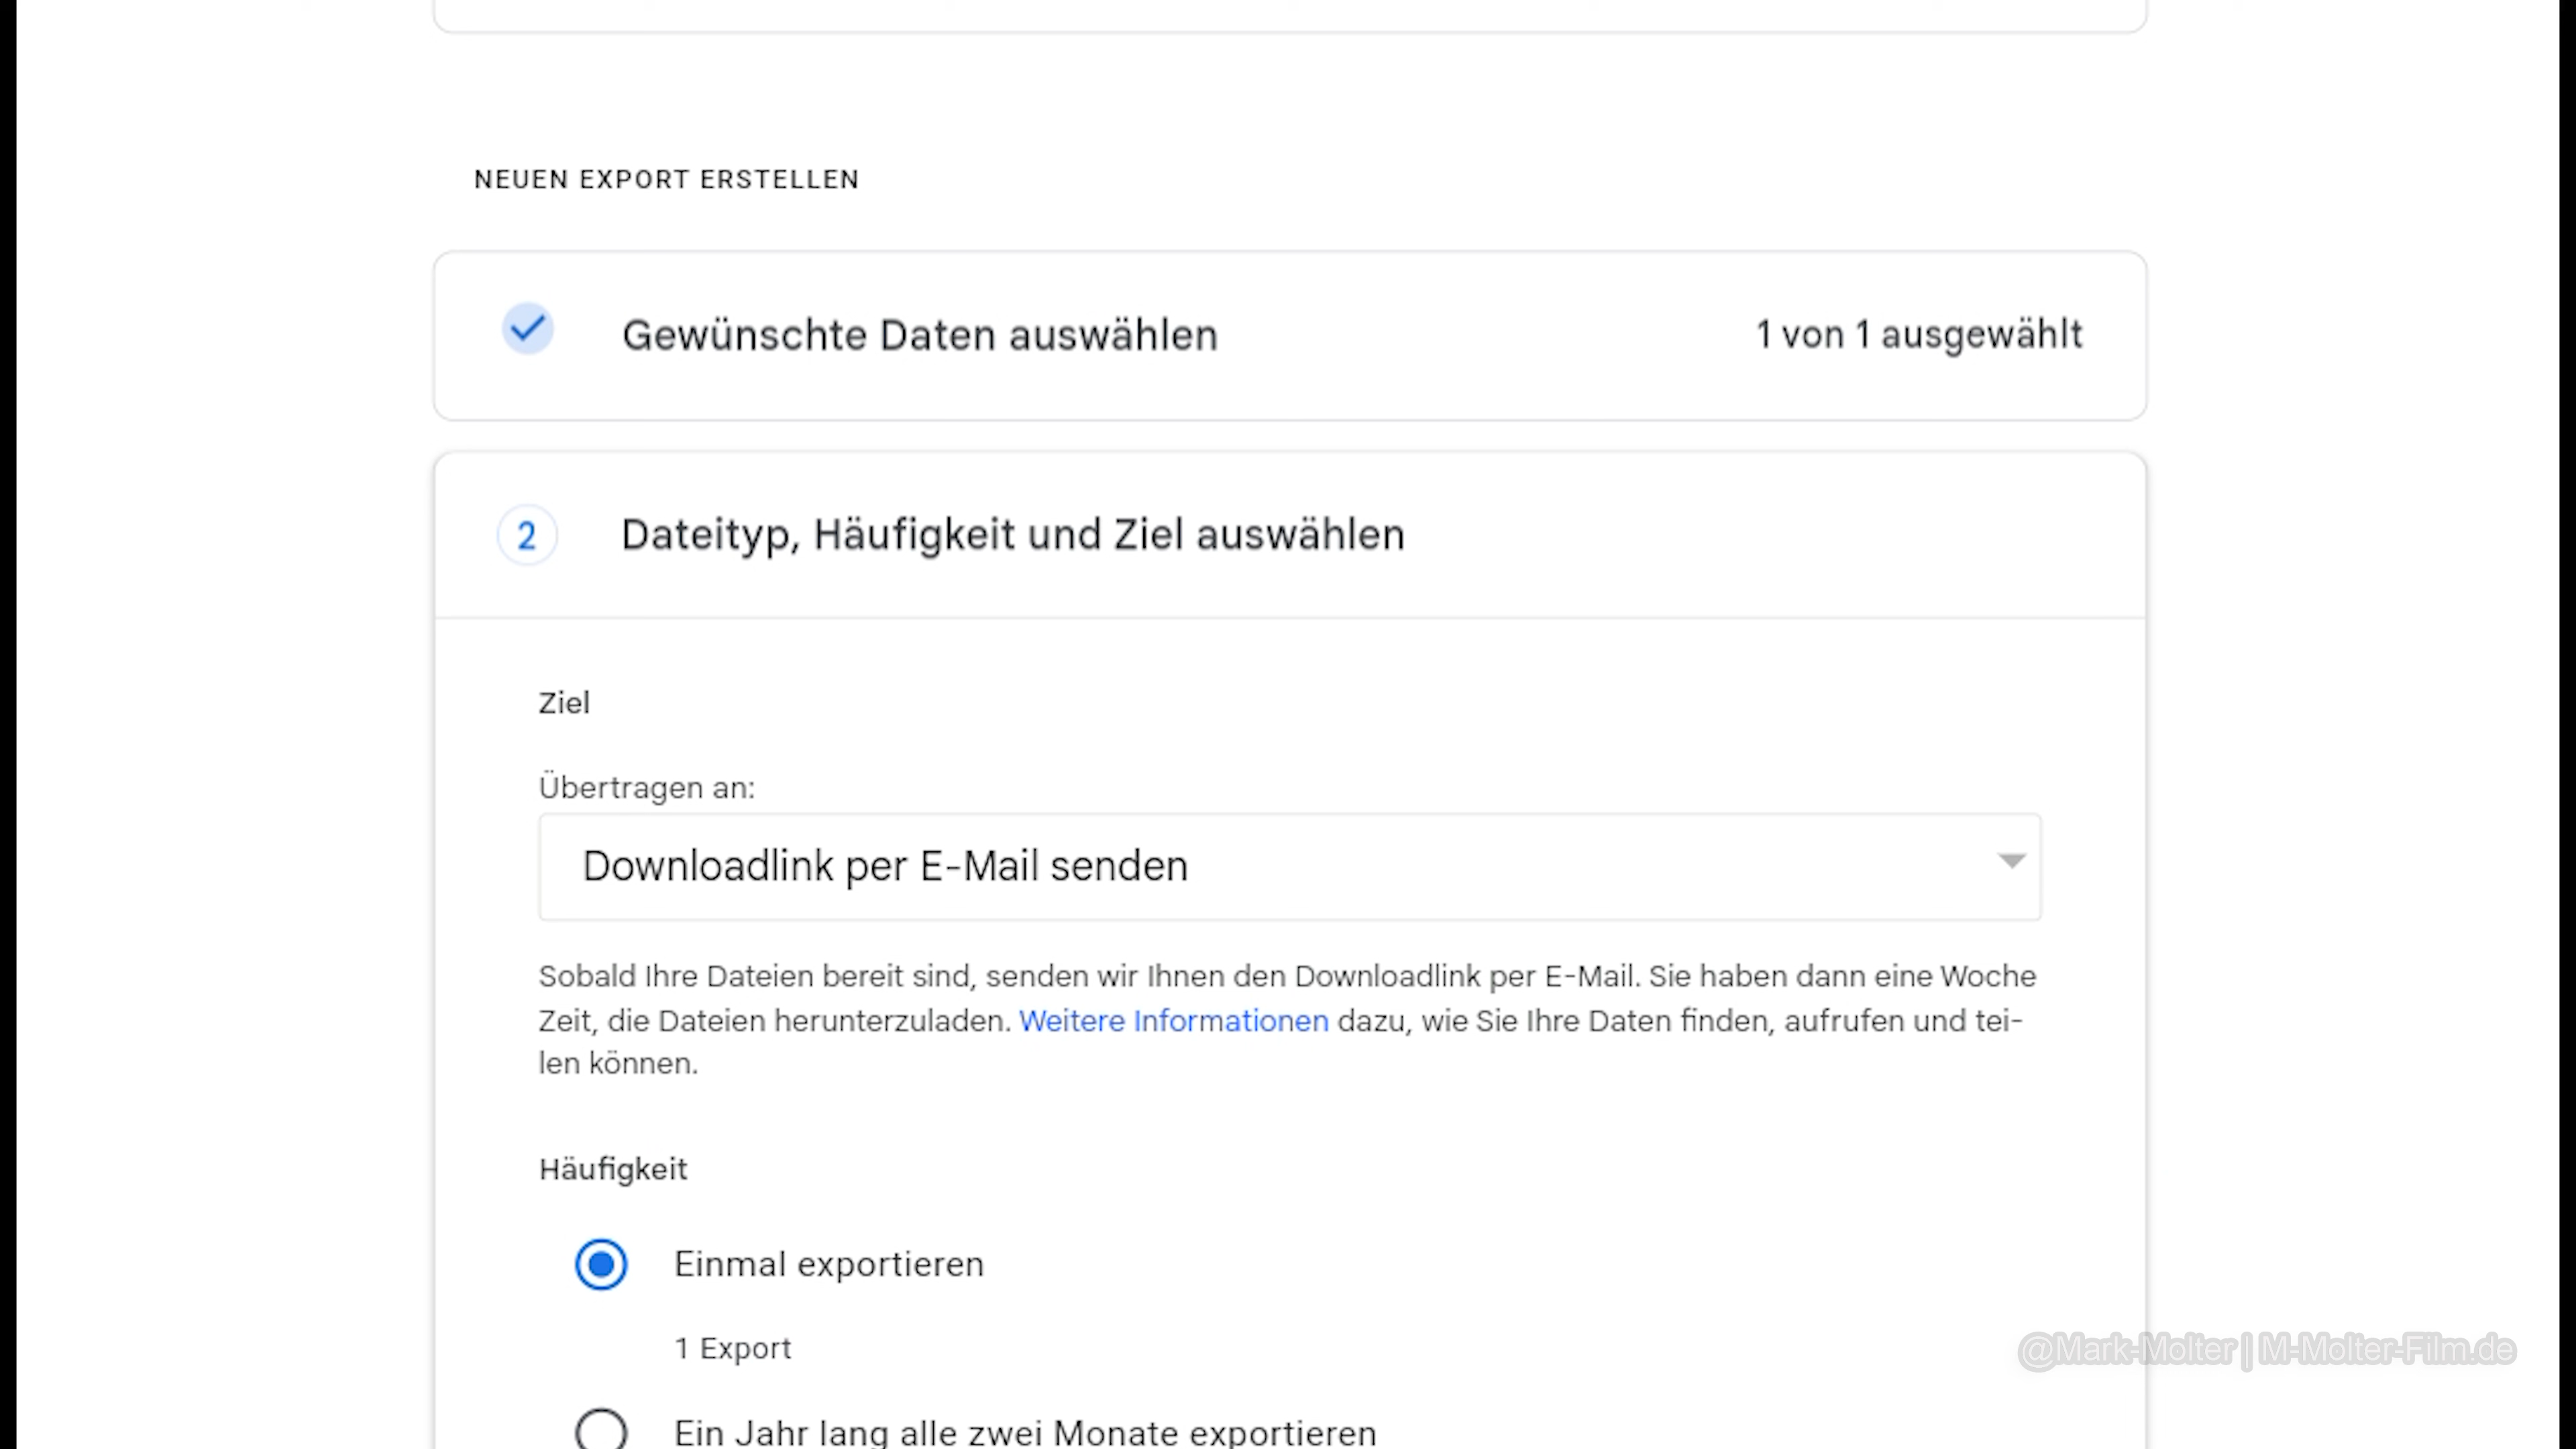 NEUEN EXPORT ERSTELLEN
Gewünschte Daten auswählen
1 von 1 ausgewählt
2
Dateityp, Häufigkeit und Ziel auswählen
Ziel
Übertragen an:
Downloadlink per E-Mail senden
Sobald Ihre Dateien bereit sind, senden wir Ihnen den Downloadlink per E-Mail. Sie haben dann eine Woche
Zeit, die Dateien herunterzuladen. Weitere Informationen dazu, wie Sie Ihre Daten finden, aufrufen und tei-
len können.
Häufigkeit
Einmal exportieren
1 Export
Ein Jahr lang alle zwei Monate exportieren
@Mark-Molter | M-Molter-Film.de